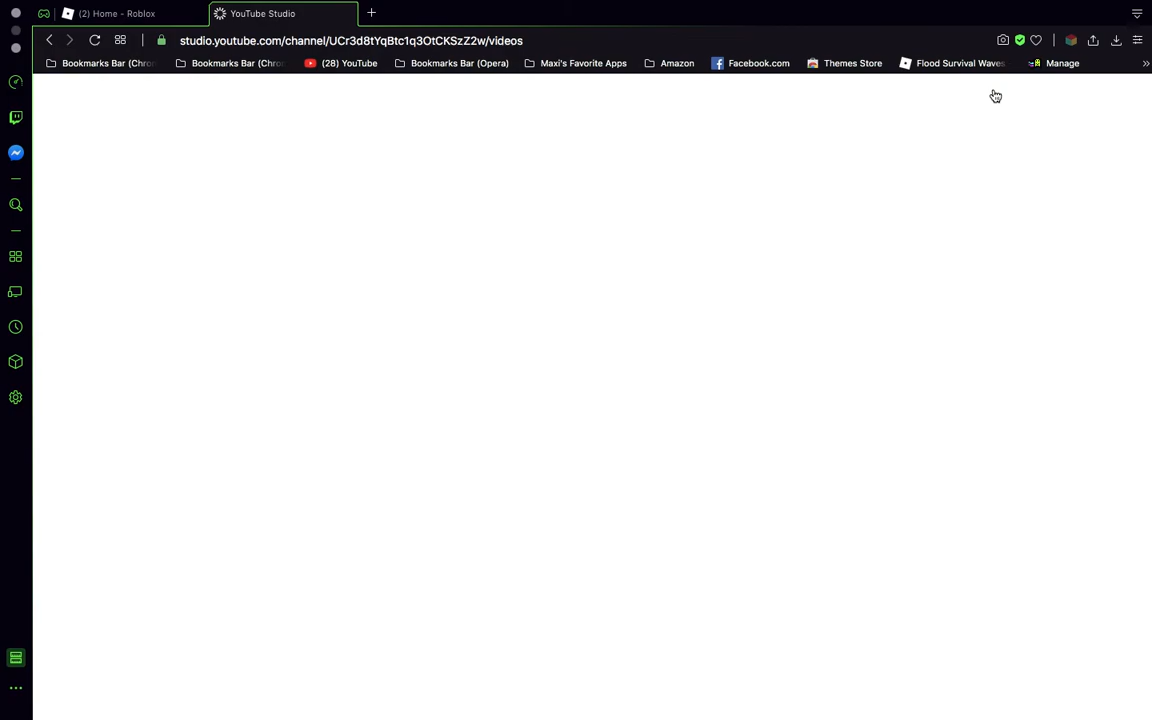 (2) Home - Roblox
YouTube Studio
studio.youtube.com/channel/UCr3d8tYqBtc1q3OtCKSzZ2w/videos
Bookmarks Bar (Chron
Bookmarks Bar (Chro
(28) YouTube
Bookmarks Bar (Opera)
Maxi's Favorite Apps
Amazon
Facebook.com
Themes Store
Flood Survival Waves
Manage